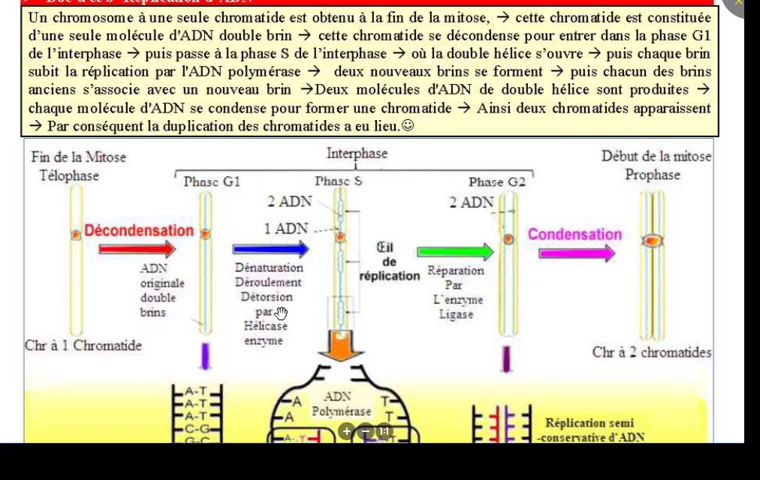 Un chromosome à une seule chromatide est obtenu à la fin de la mitose, → cette chromatide est constituée
d'une seule molécule d'ADN double brin → cette chromatide se décondense pour entrer dans la phase G1
de l'interphase → puis passe à la phase S de l'interphase → où la double hélice s'ouvre → puis chaque brin
subit la réplication par l'ADN polymérase → deux nouveaux brins se forment → puis chacun des brins
anciens s'associe avec un nouveau brin →Deux molécules d'ADN de double hélice sont produites →
chaque molécule d'ADN se condense pour former une chromatide → Ainsi deux chromatides apparaissent
→ Par conséquent la duplication des chromatides a eu lieu.☺
Fin de la Mitose
Télophase
Interphase
Début de la mitose
Prophase
Phase G1
Phase S
Phase G2
2 ADN
1 ADN
2 ADN
Décondensation
Condensation
ADN
originale
double
brins
Dénaturation
Déroulement
Détorsion
par
Hélicase
enzyme
Œil
de
réplication
Réparation
Par
L'enzyme
Ligase
Chr à 1 Chromatide
Chr à 2 chromatides
A-T
A-T
A-T
C-G
G-C
A
A
ADN
Polymérase
T
T
A-T
1:1
Réplication semi
-conservative d'ADN